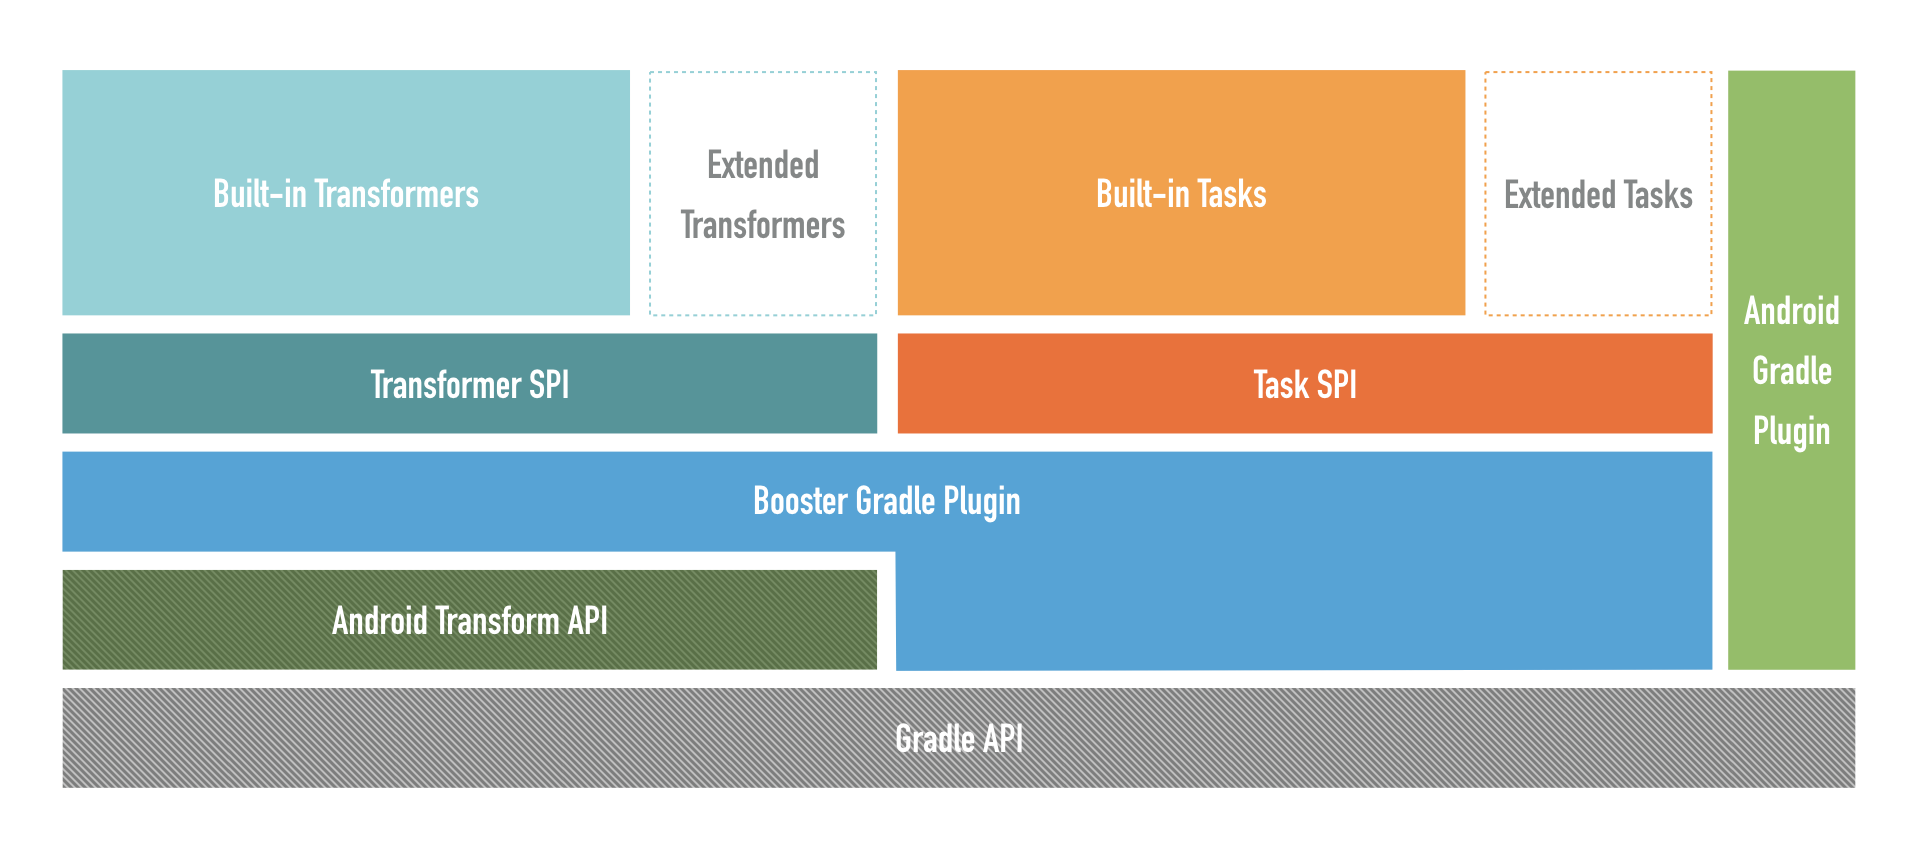 Built-in Transformers
Extended
Transformers
Built-in Tasks
Extended Tasks
Android
Gradle
Plugin
Transformer SPI
Task SPI
Booster Gradle Plugin
Android Transform API
Gradle API